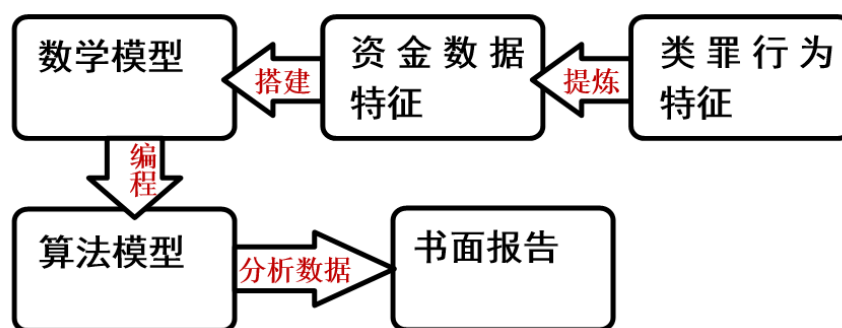 数学模型
搭建
资金数据
特征
提炼
类罪行为
特征
编
程
算法模型
分析数据
书面报告